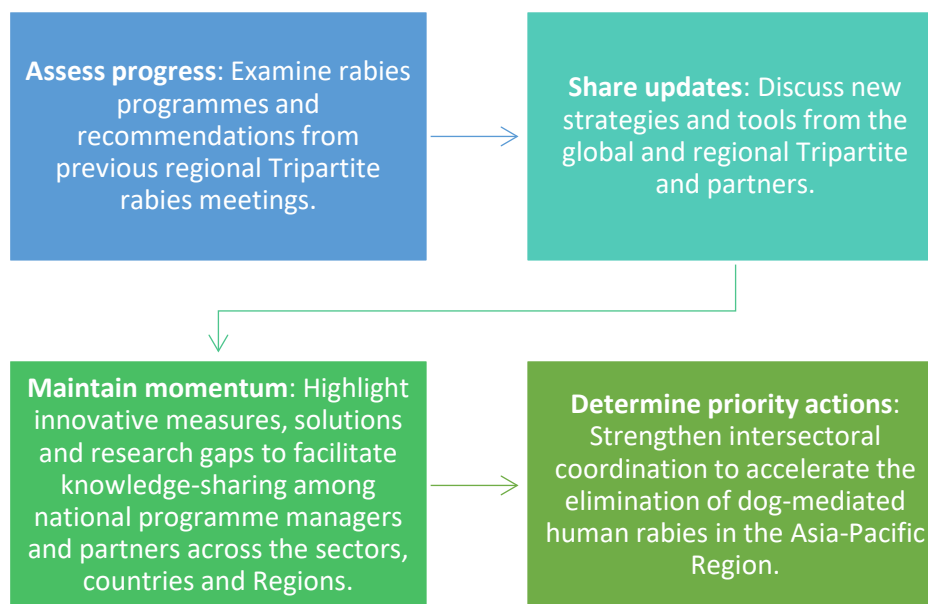 Assess progress: Examine rabies
programmes and
recommendations from
previous regional Tripartite
rabies meetings.
Share updates: Discuss new
strategies and tools from the
global and regional Tripartite
and partners.
Maintain momentum: Highlight
innovative measures, solutions
and research gaps to facilitate
knowledge-sharing among
national programme managers
and partners across the sectors,
countries and Regions.
Determine priority actions:
Strengthen intersectoral
coordination to accelerate the
elimination of dog-mediated
human rabies in the Asia-Pacific
Region.